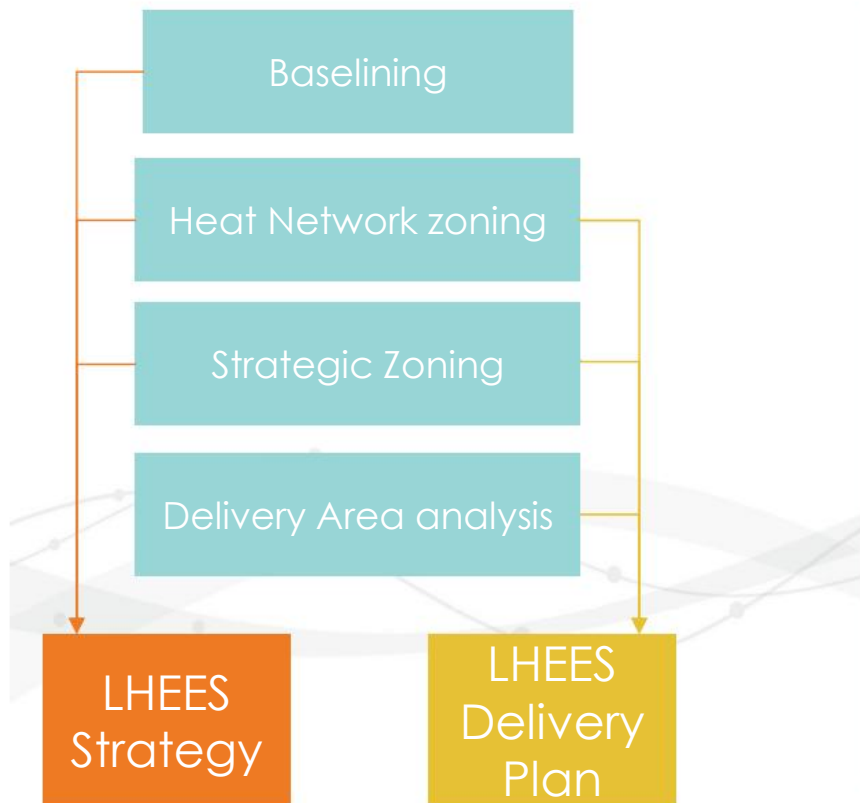 Baselining
Heat Network zoning
Strategic Zoning
Delivery Area analysis
LHEES
Strategy
LHEES
Delivery
Plan